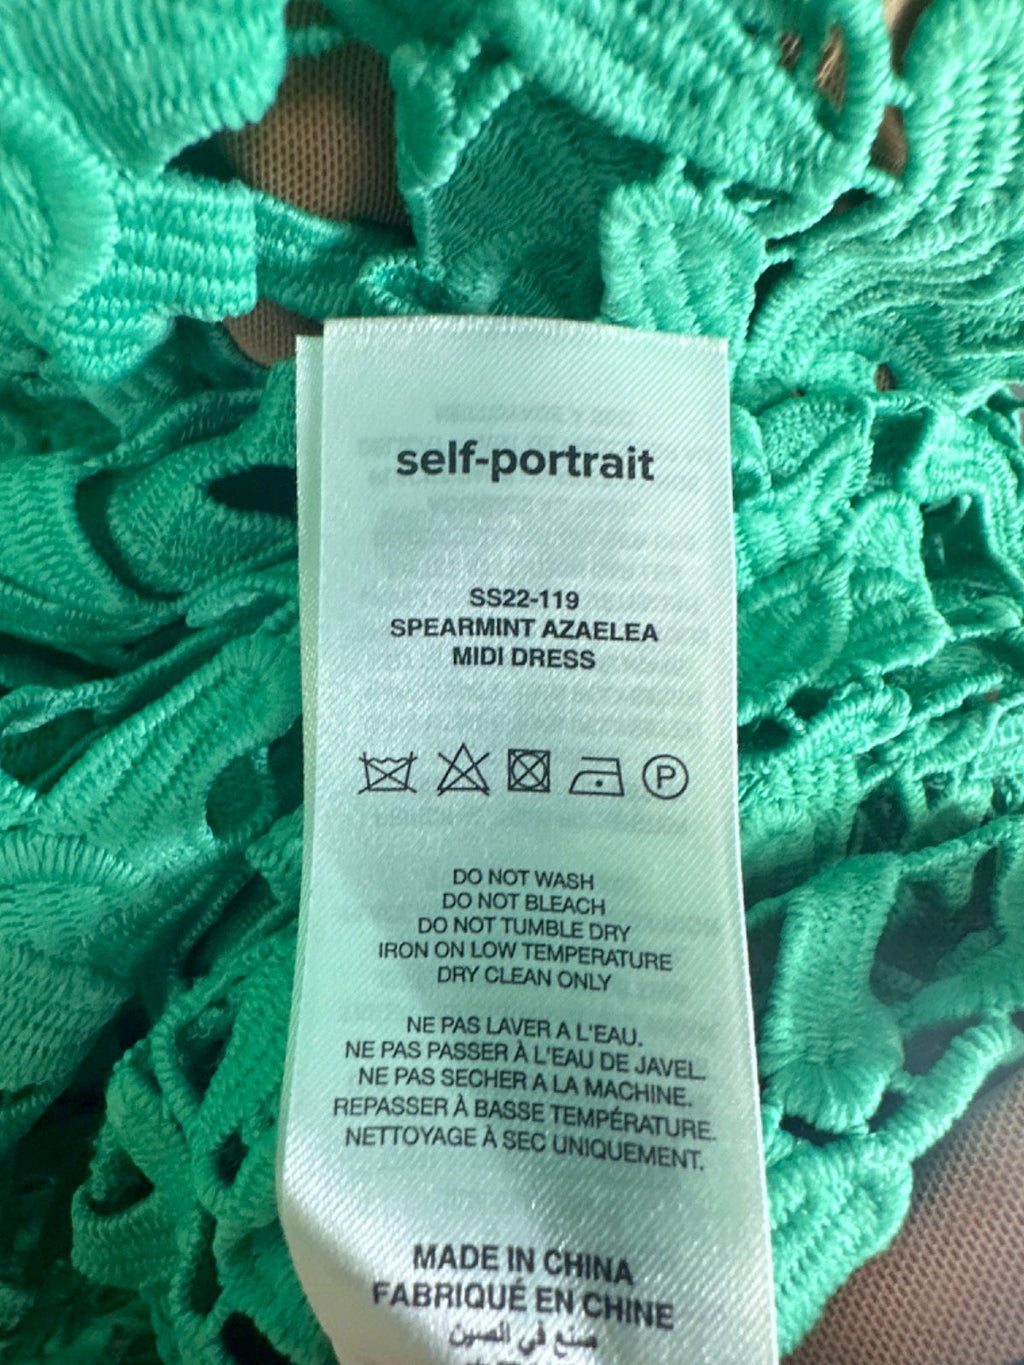 self-portrait
SS22-119
SPEARMINT AZAELEA
MIDI DRESS
P
DO NOT WASH
DO NOT BLEACH
DO NOT TUMBLE DRY
IRON ON LOW TEMPERATURE
DRY CLEAN ONLY
NE PAS LAVER A L'EAU.
NE PAS PASSER À L'EAU DE JAVEL.
NE PAS SECHER A LA MACHINE.
REPASSER À BASSE TEMPÉRATURE.
NETTOYAGE À SEC UNIQUEMENT.
MADE IN CHINA
FABRIQUÉ EN CHINE
صنع في الصين